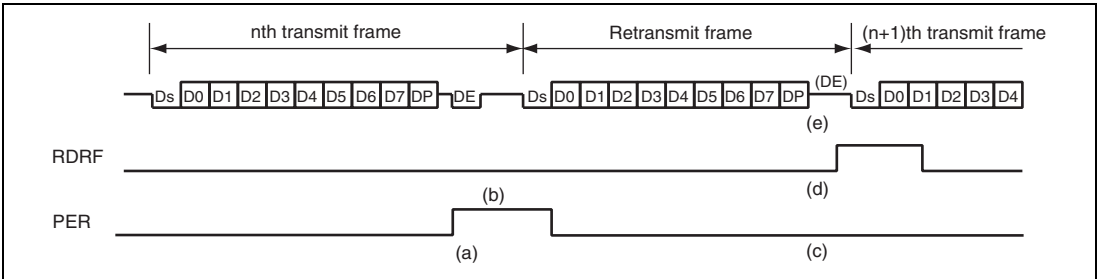 nth transmit frame Retransmit frame (n+1)th transmit frame
Ds D0 D1 D2 D3 D4 D5 D6 D7 DP DE Ds D0 D1 D2 D3 D4 D5 D6 D7 DP (DE) Ds D0 D1 D2 D3 D4
(e)
RDRF
(d)
(b)
PER
(a) (c)